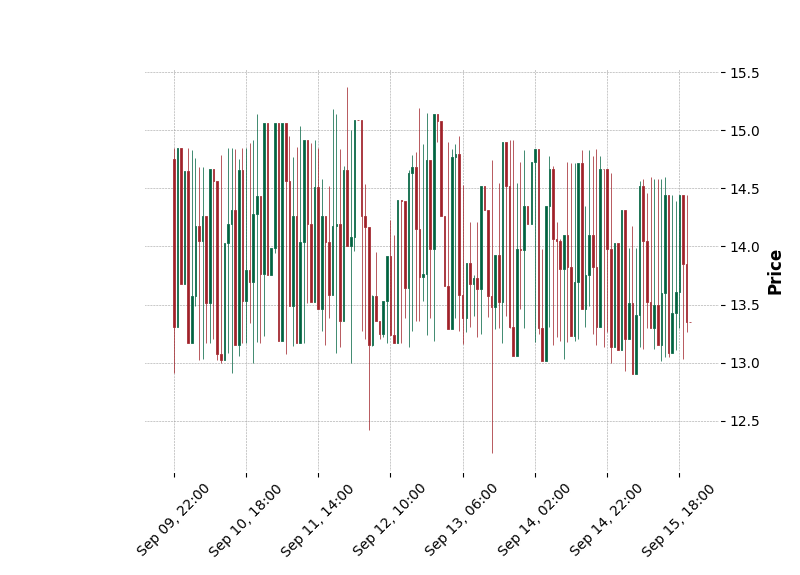 15.5
15.0
14.5
14.0
13.5
13.0
12.5
Price
Sep 09, 22:00
Sep 10, 18:00
Sep 11, 14:00
Sep 12, 10:00
Sep 13, 06:00
Sep 14, 02:00
Sep 14, 22:00
Sep 15, 18:00